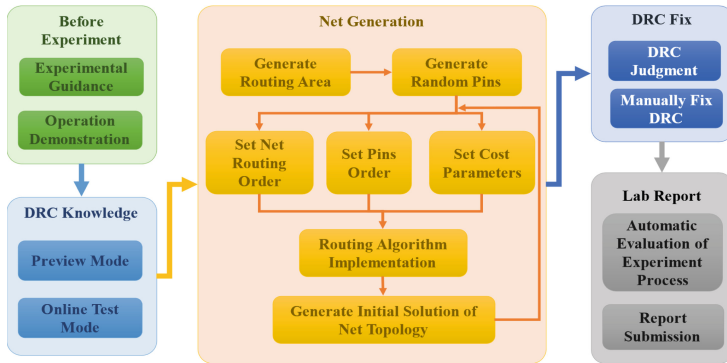 Before
Experiment
Experimental
Guidance
Operation
Demonstration
DRC Knowledge
Preview Mode
Online Test
Mode
Net Generation
Generate
Routing Area
Generate
Random Pins
Set Net
Routing
Order
Set Pins
Order
Set Cost
Parameters
Routing Algorithm
Implementation
Generate Initial Solution of
Net Topology
DRC Fix
DRC
Judgment
Manually Fix
DRC
Lab Report
Automatic
Evaluation of
Experiment
Process
Report
Submission